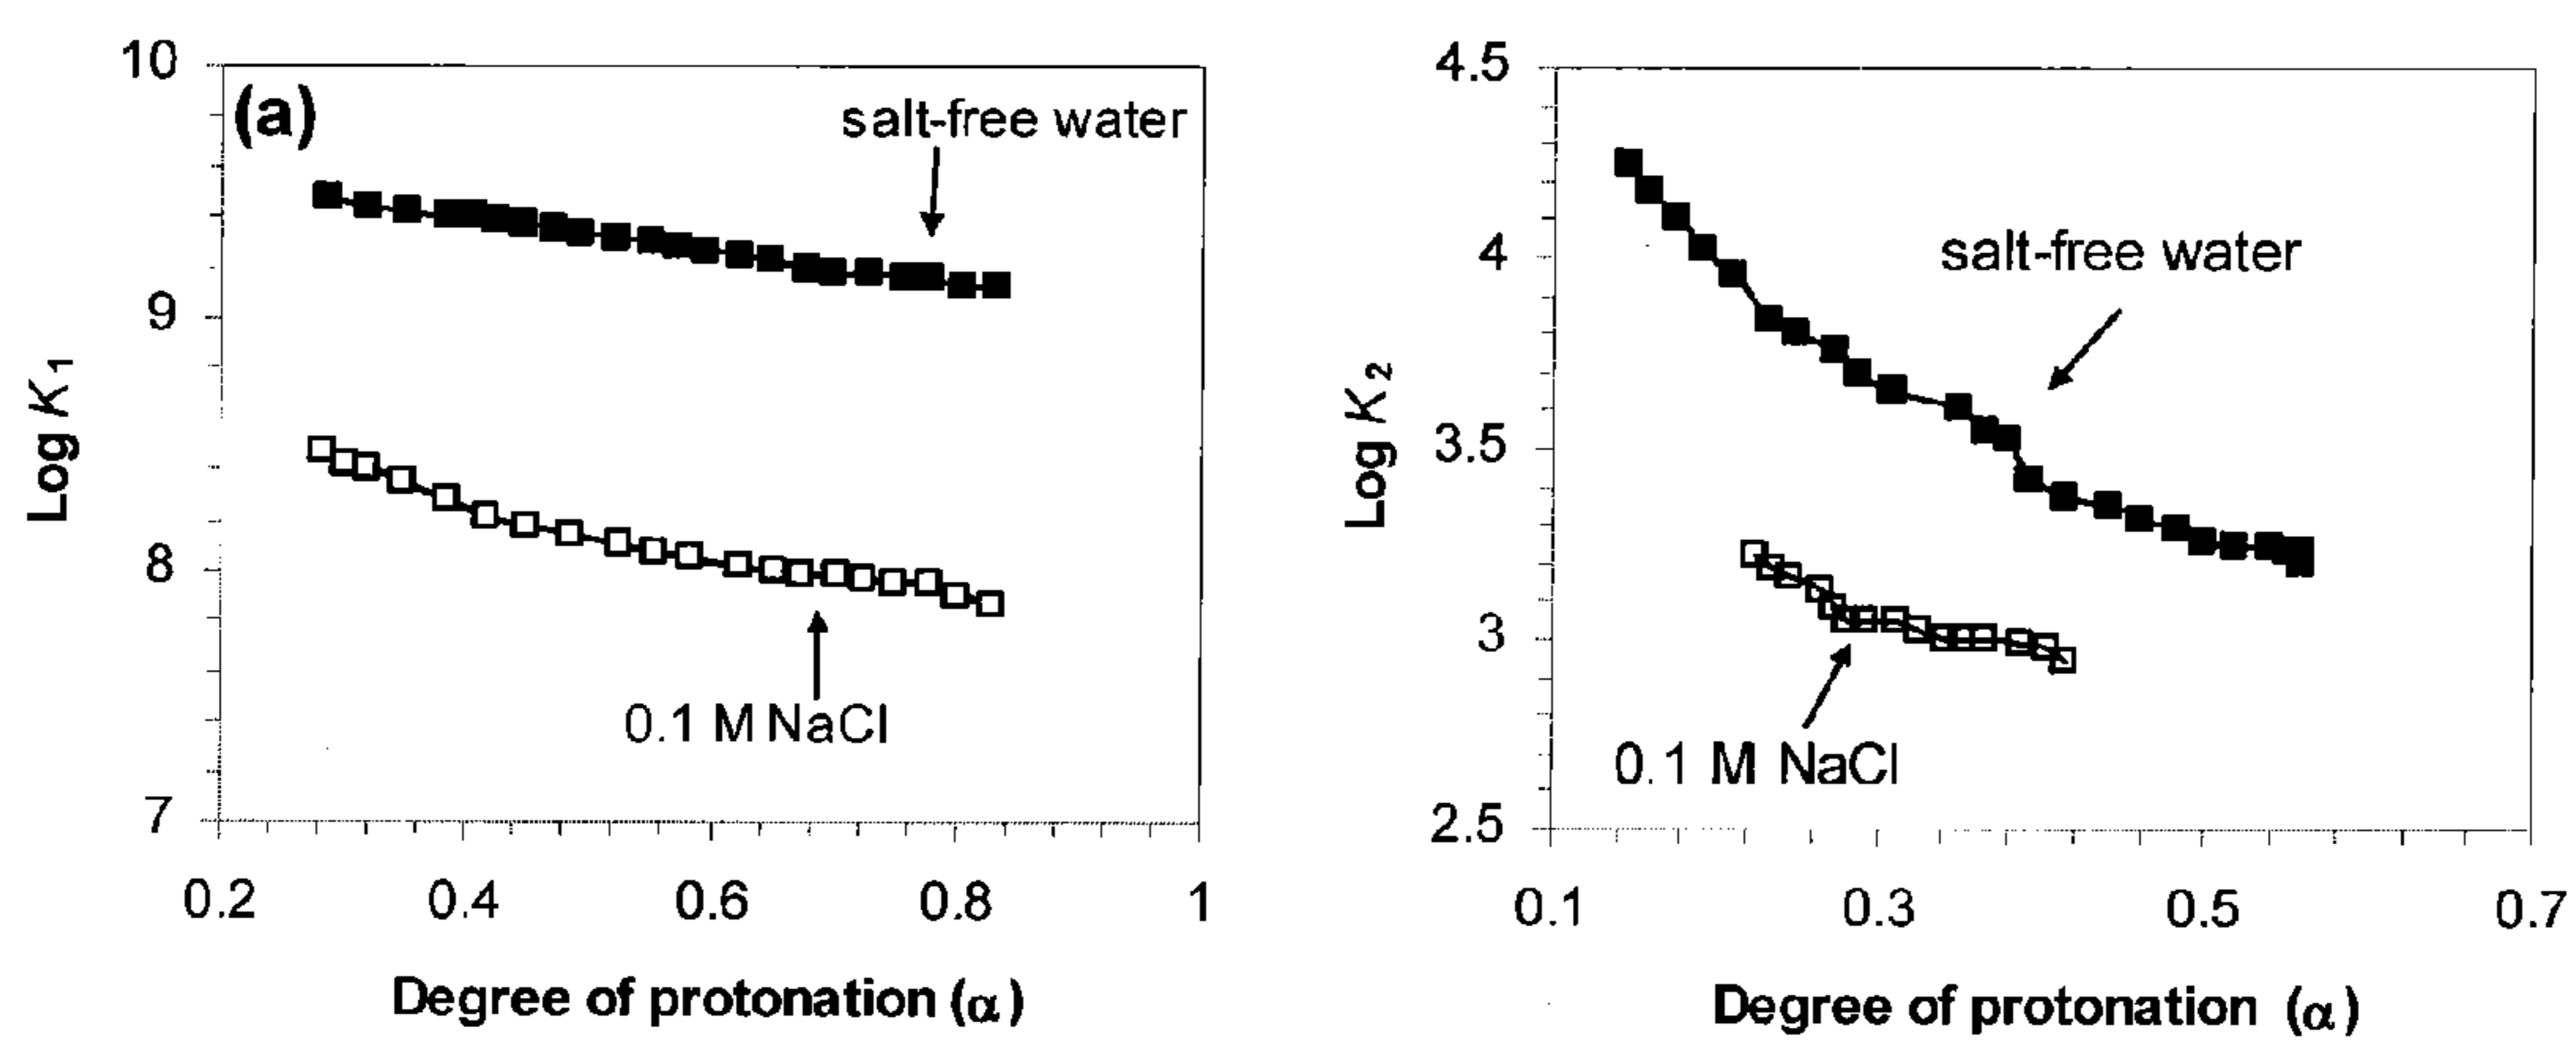 10
(a)
salt-free water
9
Log K1
8
0.1 M NaCl
7
0.2 0.4 0.6 0.8 1
Degree of protonation (α)
4.5
salt-free water
4
Log K2
3.5
3
0.1 M NaCl
2.5
0.1 0.3 0.5 0.7
Degree of protonation (α)